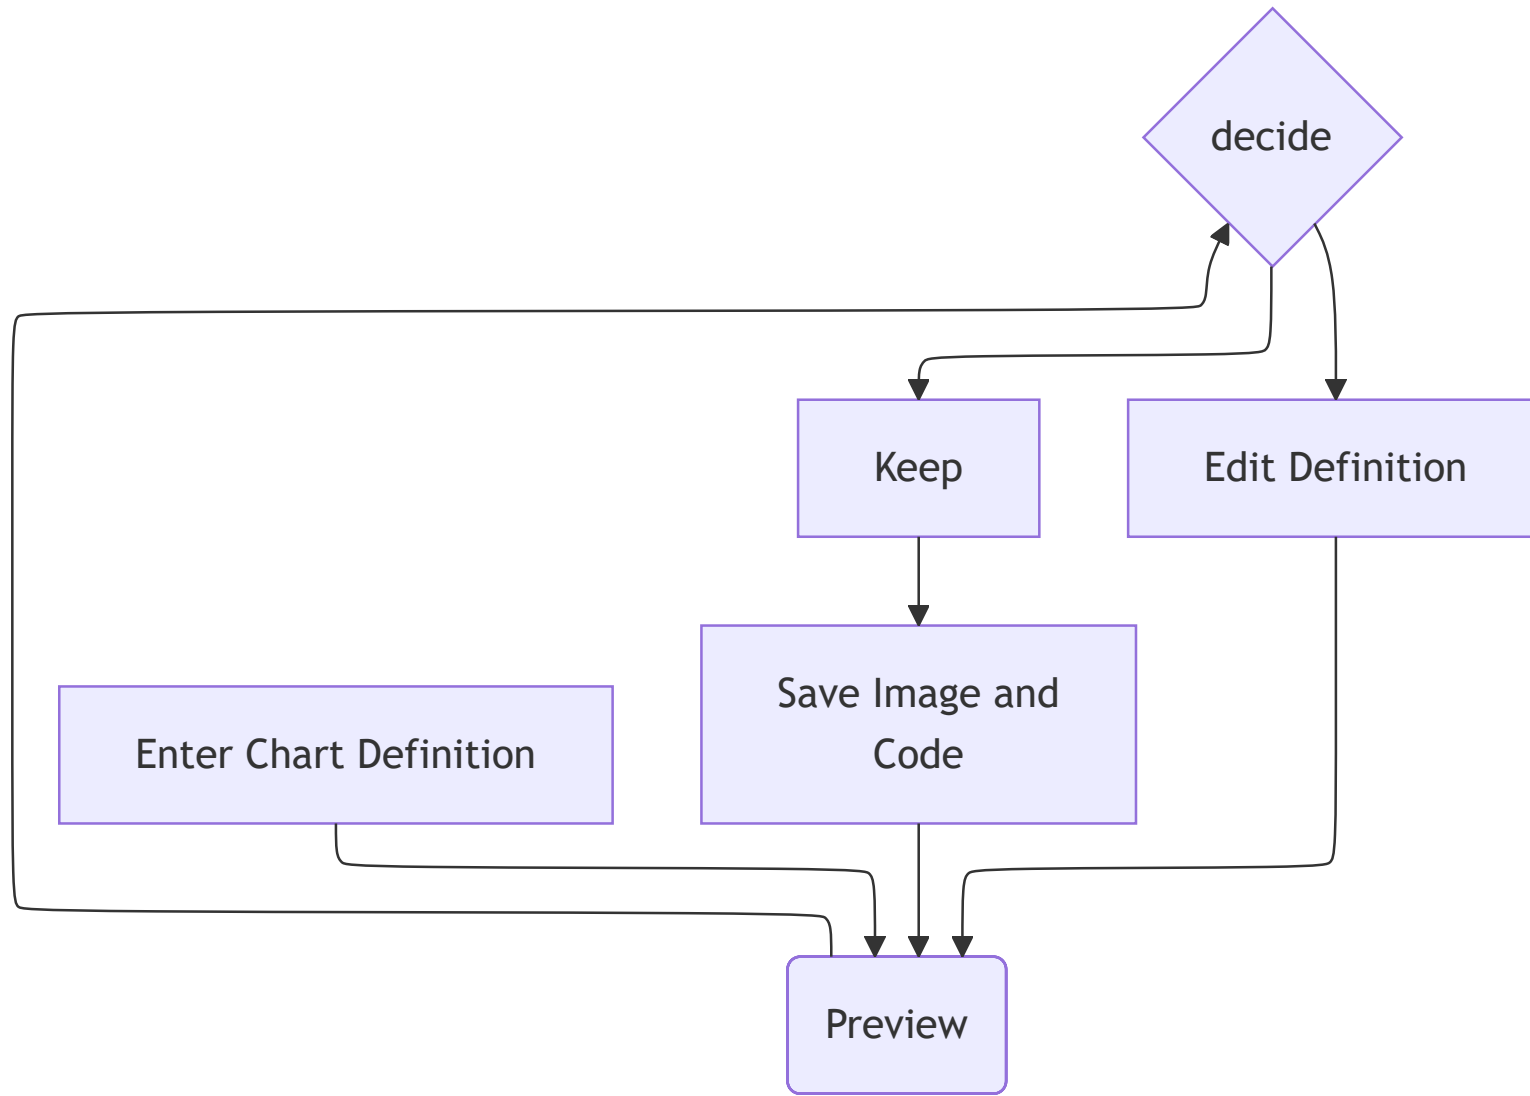 decide
Keep
Edit Definition
Save Image and
Code
Enter Chart Definition
Preview